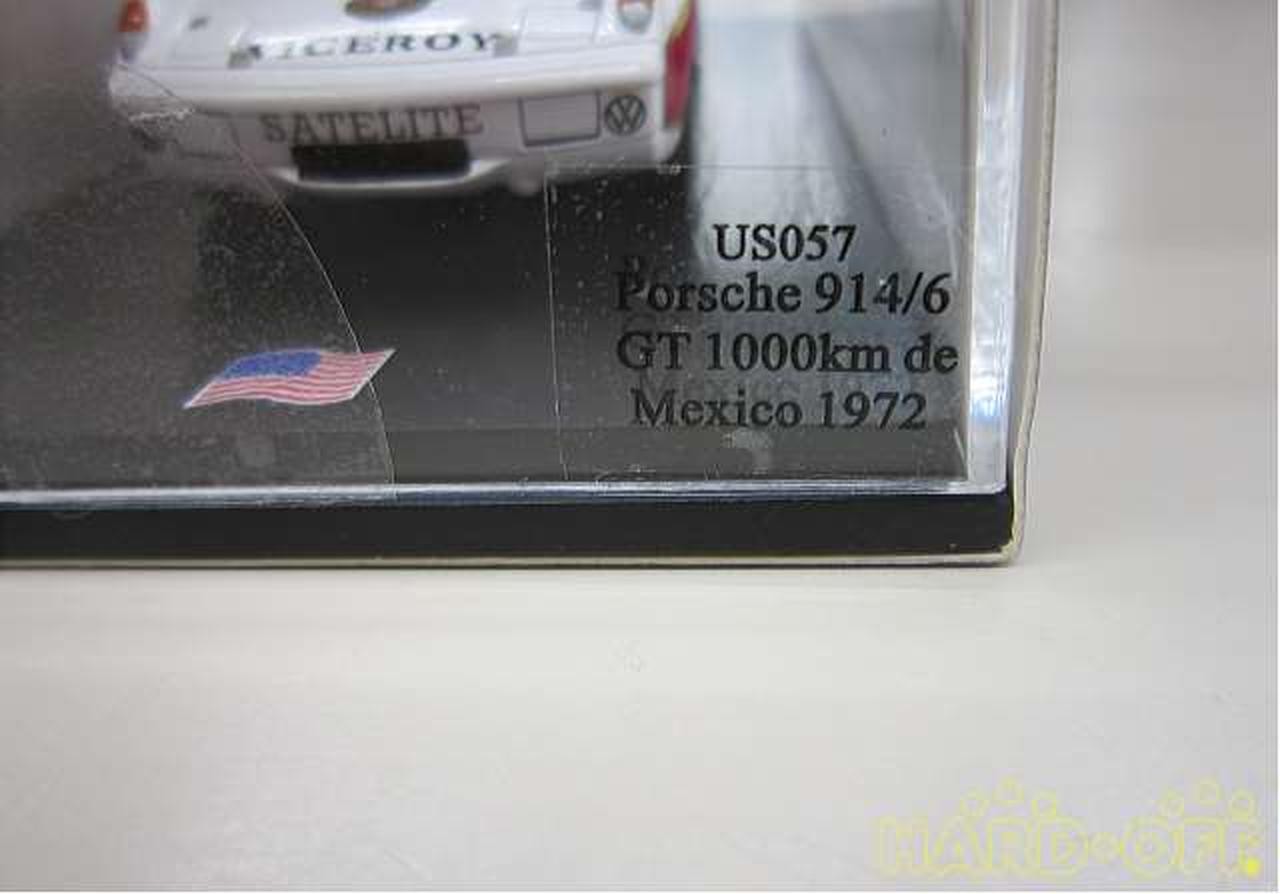 VICEROY
SATELITE
US057
Porsche 914/6
GT 1000km de
Mexico 1972
HARD•OFF